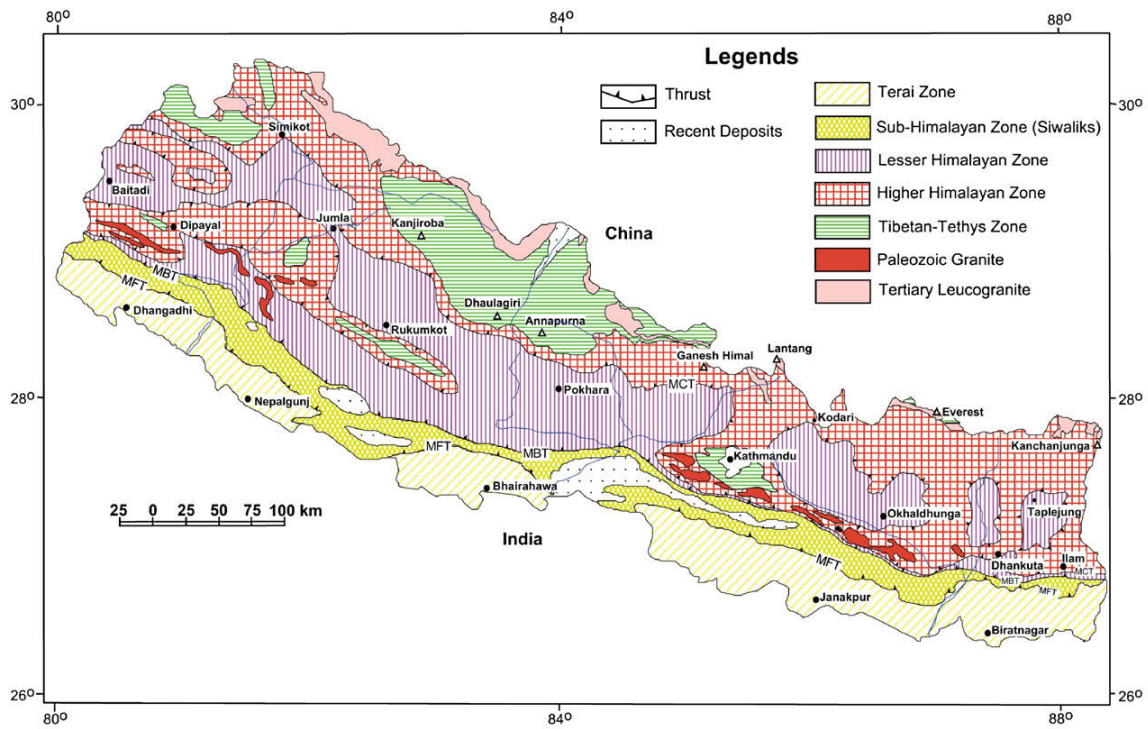 80°
84°
88°
30°
30°
28°
28°
26°
26°
80°
84°
88°
Legends
Thrust
Recent Deposits
Terai Zone
Sub-Himalayan Zone (Siwaliks)
Lesser Himalayan Zone
Higher Himalayan Zone
Tibetan-Tethys Zone
Paleozoic Granite
Tertiary Leucogranite
Simikot
Baitadi
Dipayal
Jumla
Kanjiroba
China
MBT
MFT
Dhangadhi
Dhaulagiri
Annapurna
Rukumkot
Ganesh Himal
Lantang
Pokhara
MCT
Nepalgunj
Kodari
Everest
Kanchanjunga
MFT
MBT
Kathmandu
Bhairahawa
Okhaldhunga
Taplejung
25 0 25 50 75 100 km
India
MFT
Dhankuta
Ilam
MBT
MCT
MFT
Janakpur
Biratnagar